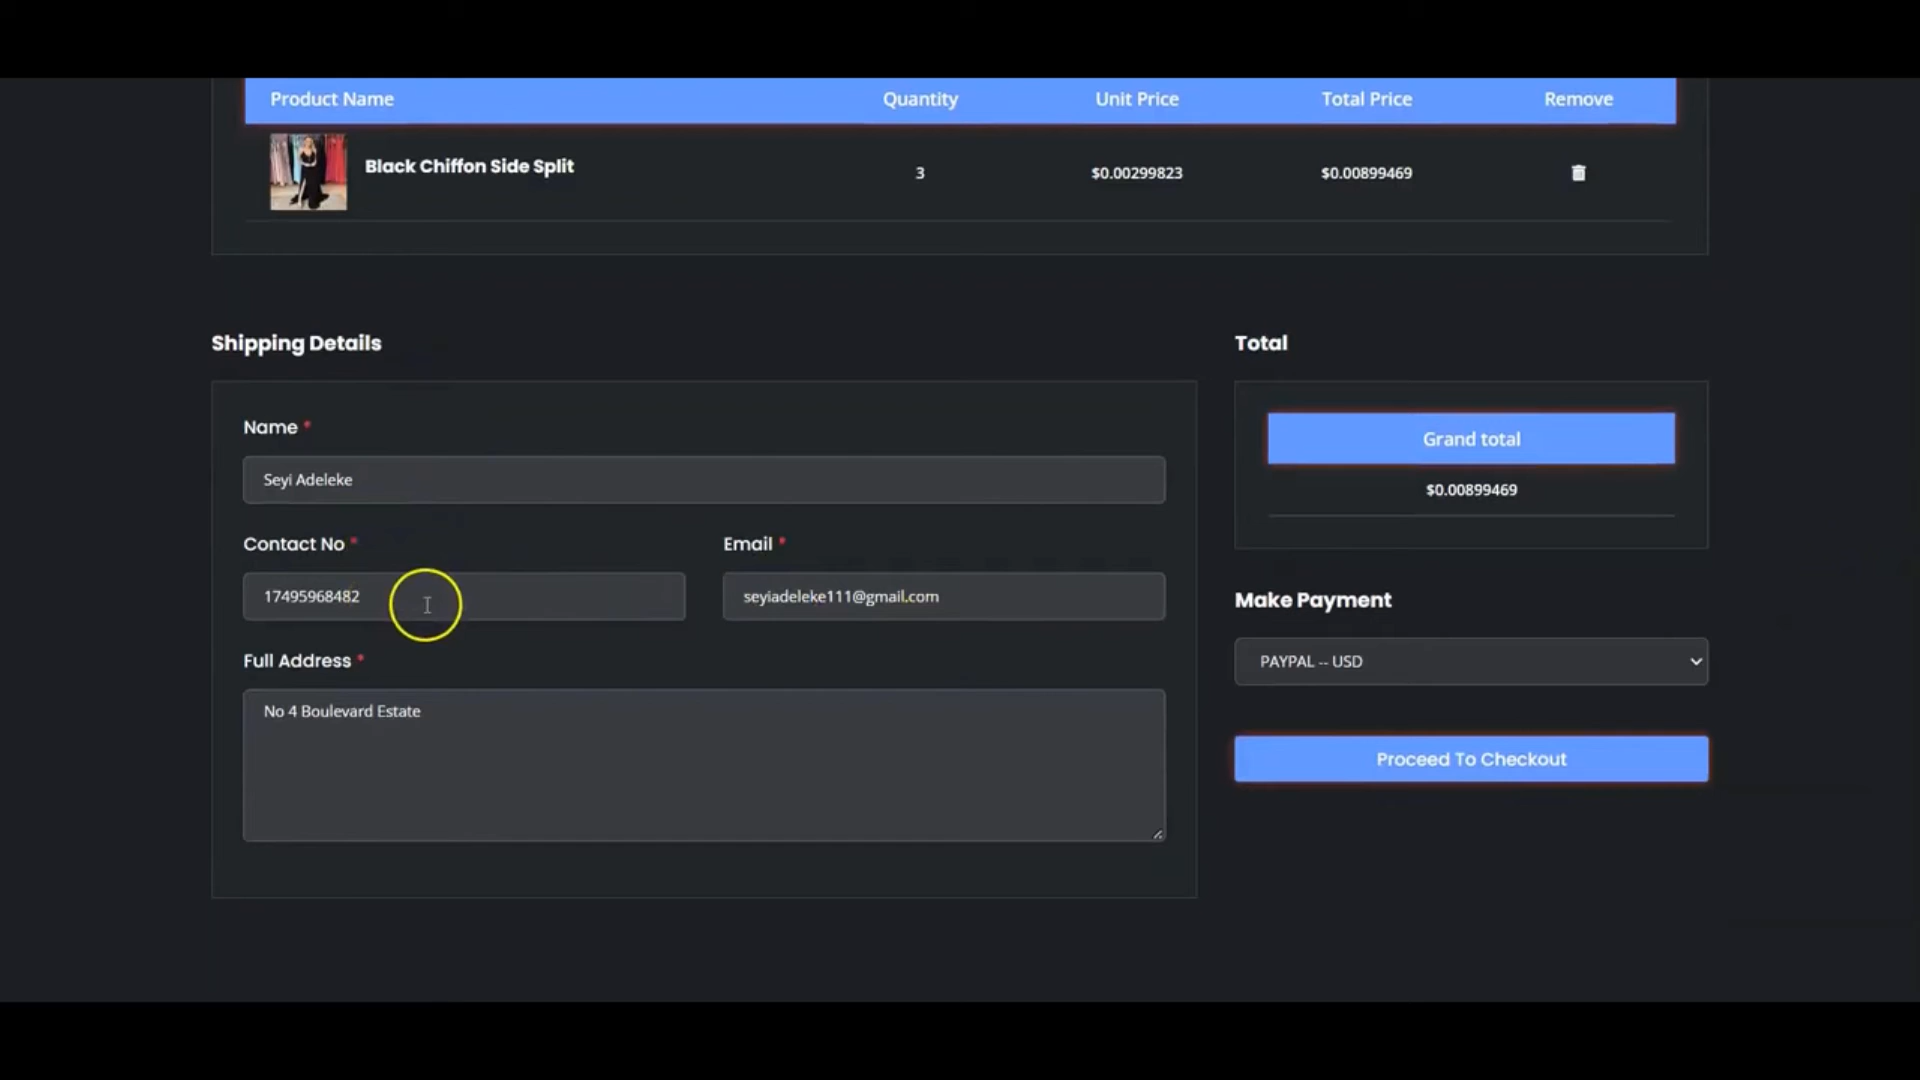 Product Name Quantity Unit Price Total Price Remove
Black Chiffon Side Split 3 $0.00299823 $0.00899469
Shipping Details
Total
Name *
Grand total
Seyi Adeleke
$0.00899469
Contact No * Email *
17495968482 seyiadeleke111@gmail.com
Make Payment
Full Address *
PAYPAL -- USD
No 4 Boulevard Estate
Proceed To Checkout